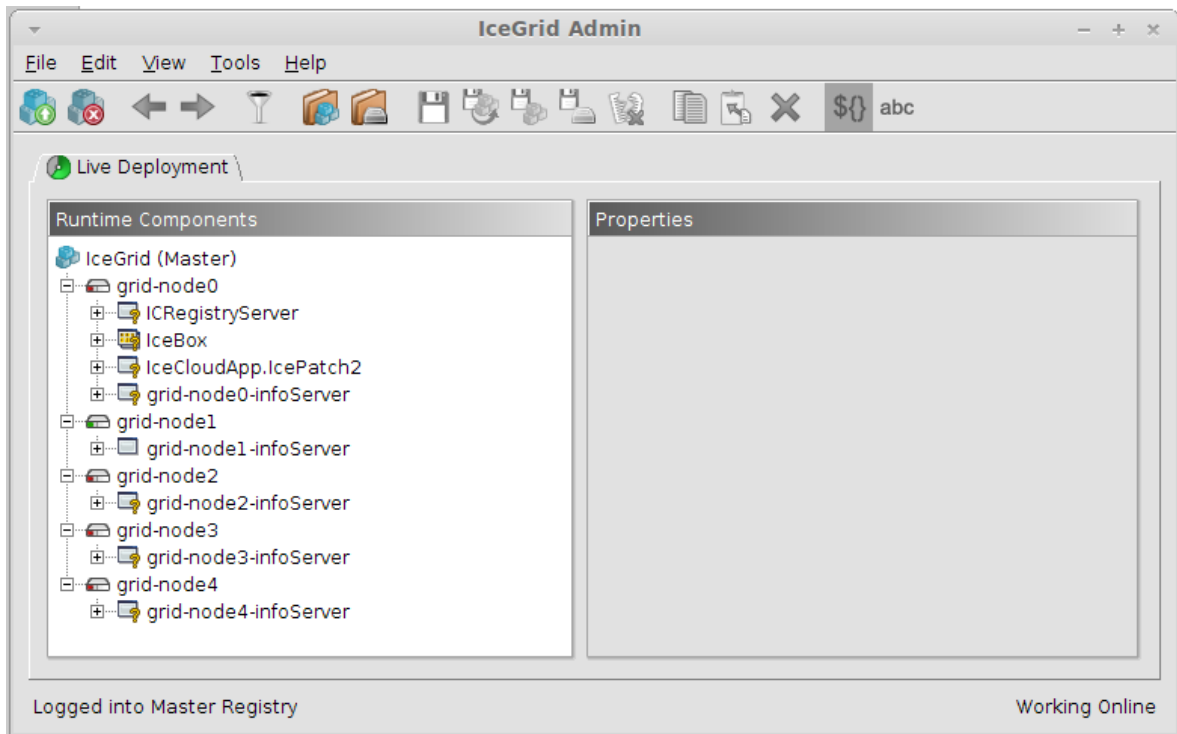 IceGrid Admin
File Edit View Tools Help
${} abc
Live Deployment
Runtime Components
Properties
IceGrid (Master)
grid-node0
ICRegistryServer
IceBox
IceCloudApp.IcePatch2
grid-node0-infoServer
grid-node1
grid-node1-infoServer
grid-node2
grid-node2-infoServer
grid-node3
grid-node3-infoServer
grid-node4
grid-node4-infoServer
Logged into Master Registry
Working Online